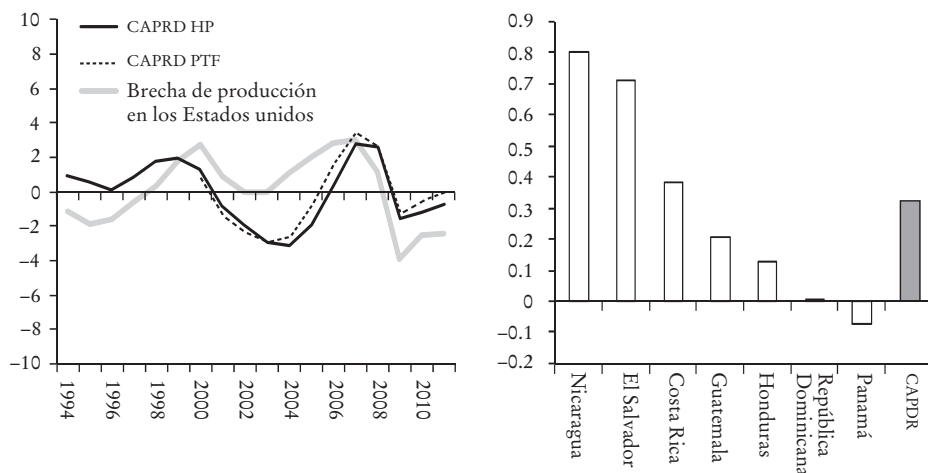 10
8
6
4
2
0
–2
–4
–6
–8
–10
CAPRD HP
CAPRD PTF
Brecha de producción
en los Estados unidos
1994
1996
1998
2000
2002
2004
2006
2008
2010
0.9
0.8
0.7
0.6
0.5
0.4
0.3
0.2
0.1
0
–0.1
–0.2
Nicaragua
El Salvador
Costa Rica
Guatemala
Honduras
República
Dominicana
Panamá
CAPDR